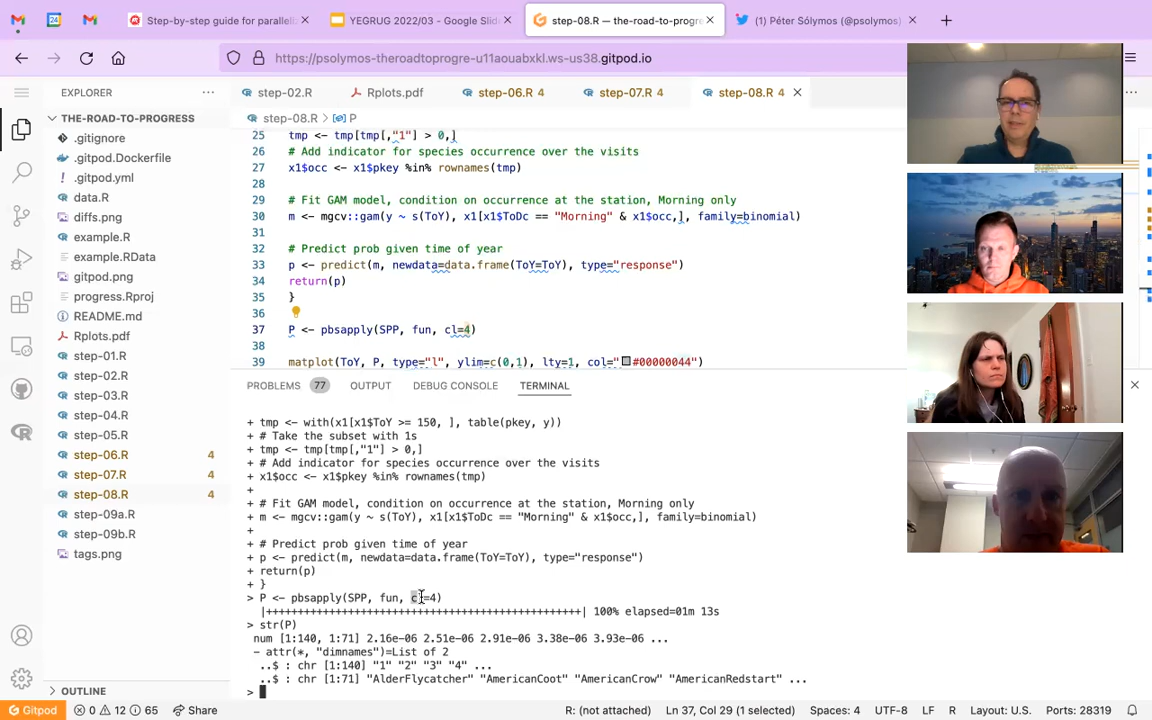 24
Step-by-step guide for paralleli
YEGRUG 2022/03 - Google Slide
step-08.R — the-road-to-progre
(1) Péter Sólymos (@psolymos)
https://psolymos-theroadtoprogre-u11aouabxkl.ws-us38.gitpod.io
EXPLORER
step-02.R
Rplots.pdf
step-06.R 4
step-07.R 4
step-08.R 4
THE-ROAD-TO-PROGRESS
step-08.R > P
.gitignore
.gitpod.Dockerfile
.gitpod.yml
data.R
diffs.png
example.R
example.RData
gitpod.png
progress.Rproj
README.md
Rplots.pdf
step-01.R
step-02.R
step-03.R
step-04.R
step-05.R
step-06.R 4
step-07.R 4
step-08.R 4
step-09a.R
step-09b.R
tags.png
25 tmp <- tmp[tmp[,"1"] > 0,]
26 # Add indicator for species occurrence over the visits
27 x1$occ <- x1$pkey %in% rownames(tmp)
28
29 # Fit GAM model, condition on occurrence at the station, Morning only
30 m <- mgcv::gam(y ~ s(ToY), x1[x1$ToDc == "Morning" & x1$occ,], family=binomial)
31
32 # Predict prob given time of year
33 p <- predict(m, newdata=data.frame(ToY=ToY), type="response")
34 return(p)
35 }
36
37 P <- pbsapply(SPP, fun, cl=4)
38
39 matplot(ToY, P, type="l", ylim=c(0,1), lty=1, col="#00000044")
PROBLEMS 77 OUTPUT DEBUG CONSOLE TERMINAL
+ tmp <- with(x1[x1$ToY >= 150, ], table(pkey, y))
+ # Take the subset with 1s
+ tmp <- tmp[tmp[,"1"] > 0,]
+ # Add indicator for species occurrence over the visits
+ x1$occ <- x1$pkey %in% rownames(tmp)
+
+ # Fit GAM model, condition on occurrence at the station, Morning only
+ m <- mgcv::gam(y ~ s(ToY), x1[x1$ToDc == "Morning" & x1$occ,], family=binomial)
+
+ # Predict prob given time of year
+ p <- predict(m, newdata=data.frame(ToY=ToY), type="response")
+ return(p)
+ }
> P <- pbsapply(SPP, fun, cl=4)
|++++++++++++++++++++++++++++++++++++++++++++++++++| 100% elapsed=01m 13s
> str(P)
num [1:140, 1:71] 2.16e-06 2.51e-06 2.91e-06 3.38e-06 3.93e-06 ...
- attr(*, "dimnames")=List of 2
..$ : chr [1:140] "1" "2" "3" "4" ...
..$ : chr [1:71] "AlderFlycatcher" "AmericanCoot" "AmericanCrow" "AmericanRedstart" ...
>
OUTLINE
Gitpod 0 12 65 Share R: (not attached) Ln 37, Col 29 (1 selected) Spaces: 4 UTF-8 LF R Layout: U.S. Ports: 28319